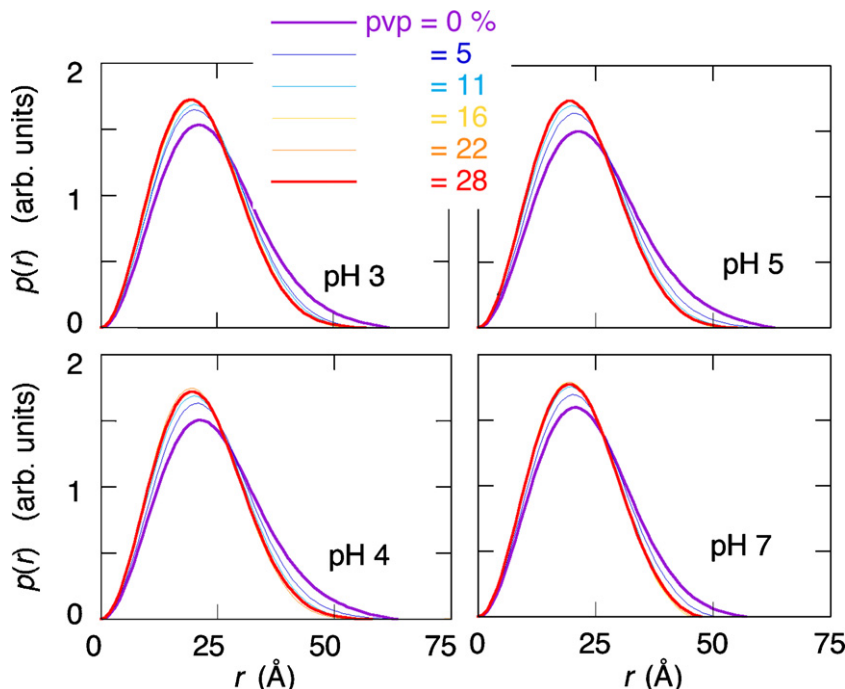 pvp = 0 %
= 5
= 11
= 16
= 22
= 28
2
1
0
p(r) (arb. units)
pH 3
pH 5
2
1
0
p(r) (arb. units)
pH 4
pH 7
0 25 50 75 0 25 50 75
r (Å) r (Å)